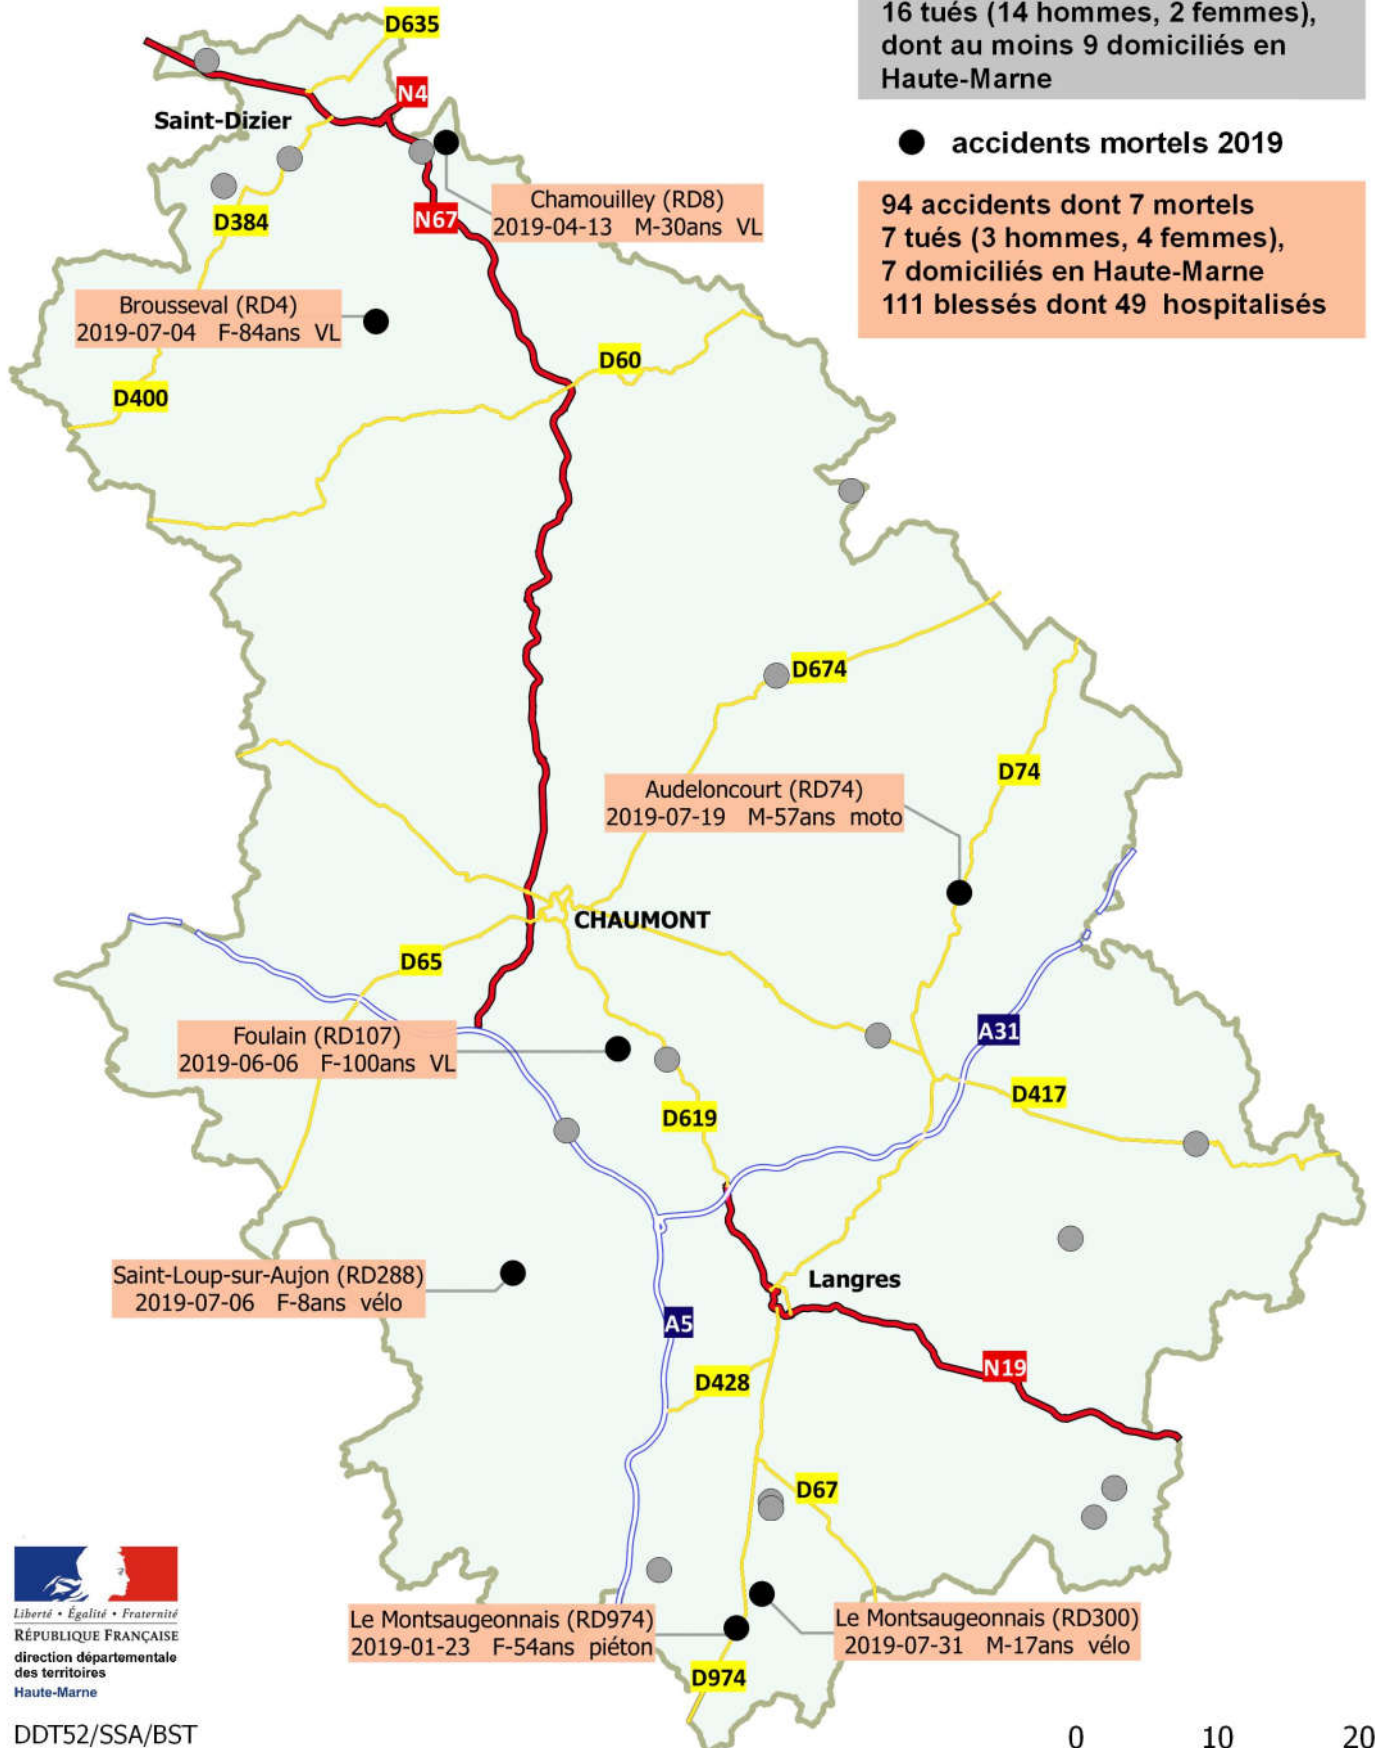 16 tués (14 hommes, 2 femmes),
dont au moins 9 domiciliés en
Haute-Marne
accidents mortels 2019
94 accidents dont 7 mortels
7 tués (3 hommes, 4 femmes),
7 domiciliés en Haute-Marne
111 blessés dont 49 hospitalisés
D635
N4
Saint-Dizier
Chamouilley (RD8)
2019-04-13 M-30ans VL
D384
N67
Brousseval (RD4)
2019-07-04 F-84ans VL
D60
D400
D674
D74
Audeloncourt (RD74)
2019-07-19 M-57ans moto
CHAUMONT
D65
A31
Foulain (RD107)
2019-06-06 F-100ans VL
D417
D619
Saint-Loup-sur-Aujon (RD288)
2019-07-06 F-8ans vélo
Langres
A5
N19
D428
D67
Le Montsaugeonnais (RD974)
2019-01-23 F-54ans piéton
Le Montsaugeonnais (RD300)
2019-07-31 M-17ans vélo
D974
Liberté • Égalité • Fraternité
RÉPUBLIQUE FRANÇAISE
direction départementale
des territoires
Haute-Marne
DDT52/SSA/BST
0 10 20